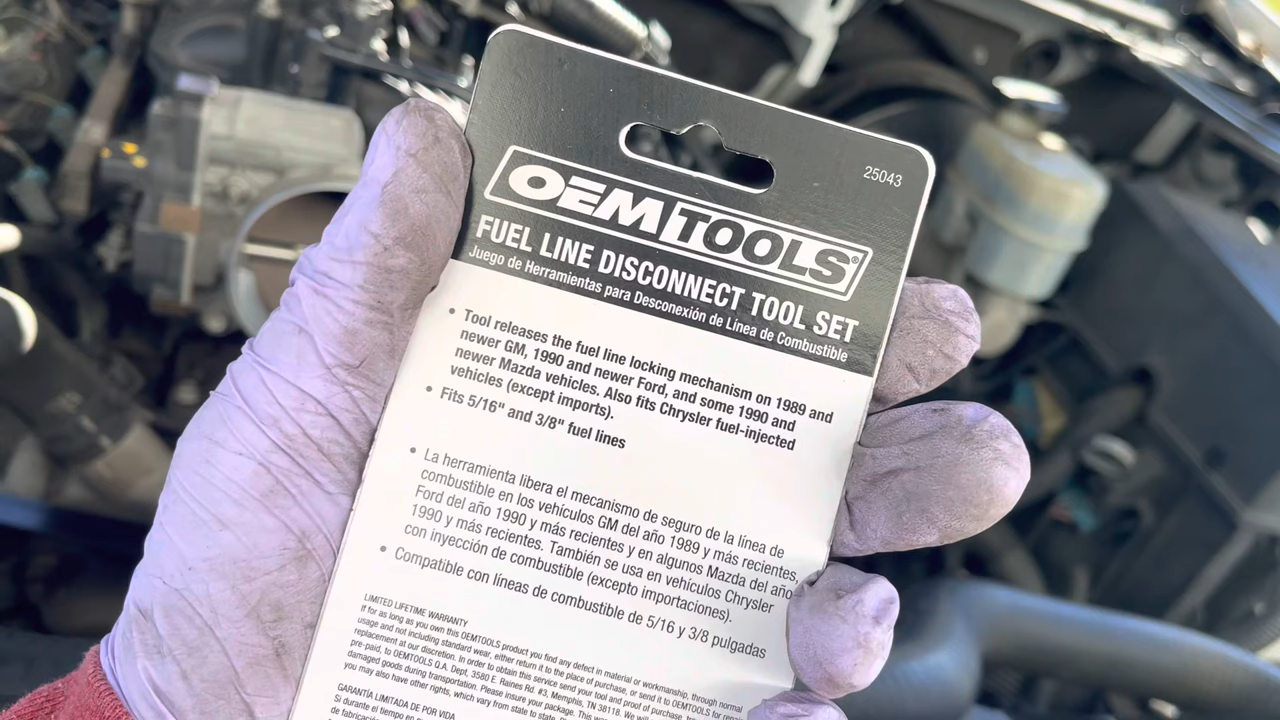 25043
OEMTOOLS®
FUEL LINE DISCONNECT TOOL SET
Juego de Herramientas para Desconexión de Línea de Combustible
• Tool releases the fuel line locking mechanism on 1989 and
newer GM, 1990 and newer Ford, and some 1990 and
newer Mazda vehicles. Also fits Chrysler fuel-injected
vehicles (except imports).
• Fits 5/16" and 3/8" fuel lines
• La herramienta libera el mecanismo de seguro de la línea de
combustible en los vehículos GM del año 1989 y más recientes,
Ford del año 1990 y más recientes y en algunos Mazda del año
1990 y más recientes. También se usa en vehículos Chrysler
con inyección de combustible (except importaciones).
• Compatible con líneas de combustible de 5/16 y 3/8 pulgadas
LIMITED LIFETIME WARRANTY
If for as long as you own this OEMTOOLS product you find any defect in material or workmanship, through normal
usage and not including standard wear, either return it to the place of purchase, or send it to OEMTOOLS for
replacement at our discretion. In order to obtain this service send your tool and proof of purchase,
pre-paid, to OEMTOOLS Q.A. Dept, 3580 E. Raines Rd. #3, Memphis, TN 38118. We will
damaged goods during transportation. Please insure your package. This
you may also have other rights, which vary from state to state.
GARANTÍA LIMITADA DE POR VIDA
Si durante el tiempo en
de fabricación